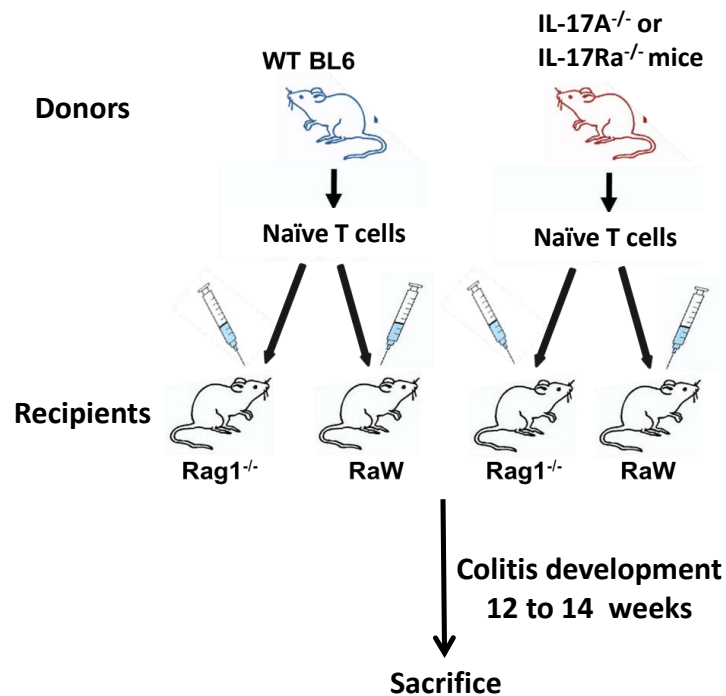 WT BL6
IL-17A-/- or
IL-17Ra-/- mice
Donors
Naïve T cells
Naïve T cells
Recipients
Rag1-/-
RaW
Rag1-/-
RaW
Colitis development
12 to 14 weeks
Sacrifice